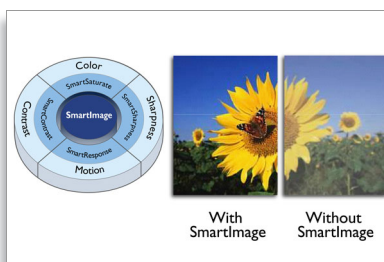 Color
SmartSaturate
Contrast
SmartContrast
SmartImage
SmartSharpness
Sharpness
SmartResponse
Motion
With
SmartImage
Without
SmartImage